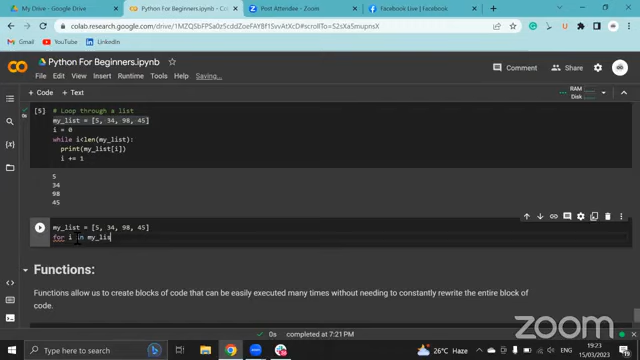 My Drive - Google Drive
Python For Beginners.ipynb - Co
Post Attendee - Zoom
Facebook Live | Facebook
colab.research.google.com/drive/
Gmail
YouTube
LinkedIn
Python For Beginners.ipynb
File Edit View Insert Runtime Tools Help Saving...
Comment
Share
+ Code + Text
RAM
Disk
[5]
0s
# Loop through a list
my_list = [5, 34, 98, 45]
i = 0
while i<len(my_list):
print(my_list[i])
i += 1
5
34
98
45
my_list = [5, 34, 98, 45]
for i in my_lis
Functions:
Functions allow us to create blocks of code that can be easily executed many times without needing to constantly rewrite the entire block of
code.
0s completed at 7:21 PM
zoom
Type here to search
26°C Haze
19:23
15/03/2023